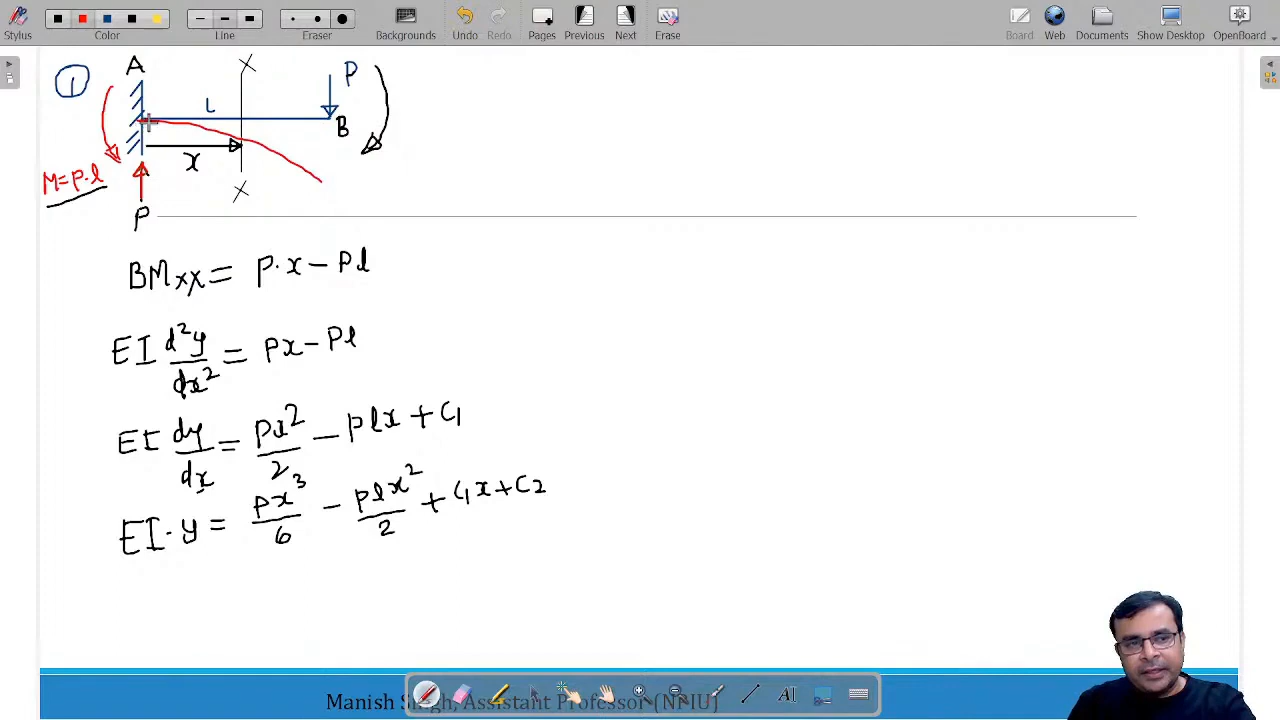 Stylus
Color
Line
Eraser
Backgrounds
Undo
Redo
Pages
Previous
Next
Erase
Board
Web
Documents
Show Desktop
OpenBoard
1
A
X
P
L
B
x
M=P.l
X
P
BMxx = P.x - Pl
EI d²y/dx² = Px - Pl
EI dy/dx = Px²/2 - Plx + C₁
EI.y = Px³/6 - Plx²/2 + C₁x + C₂
Manish Singh, Assistant Professor (NPIU)